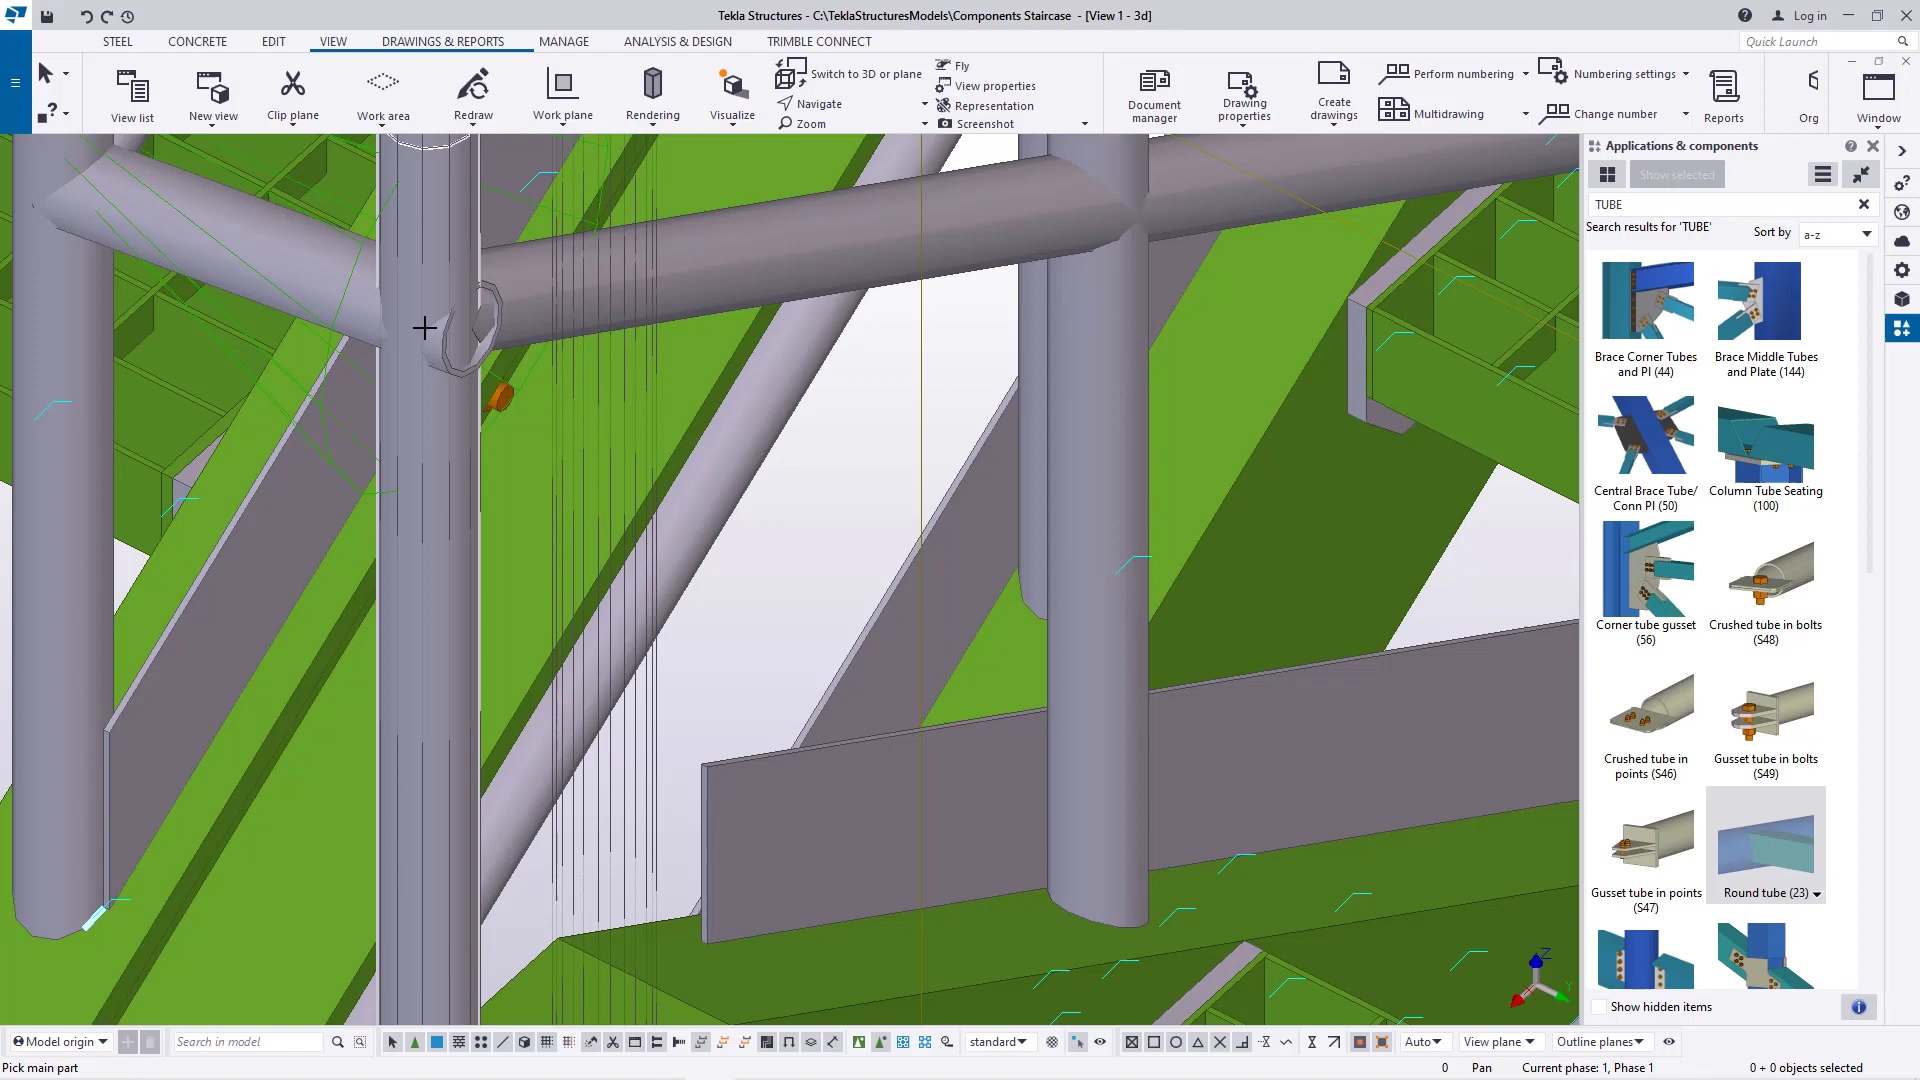 Tekla Structures - C:\TeklaStructuresModels\Components Staircase - [View 1 - 3d]
Log in
STEEL CONCRETE EDIT VIEW DRAWINGS & REPORTS MANAGE ANALYSIS & DESIGN TRIMBLE CONNECT
Quick Launch
View list
New view
Clip plane
Work area
Redraw
Work plane
Rendering
Visualize
Switch to 3D or plane
Navigate
Zoom
Fly
View properties
Representation
Screenshot
Document
manager
Drawing
properties
Create
drawings
Perform numbering
Multidrawing
Numbering settings
Change number
Reports
Org
Window
Applications & components
Show selected
TUBE
Search results for 'TUBE'
Sort by
a-z
Brace Corner Tubes
and Pl (44)
Brace Middle Tubes
and Plate (144)
Central Brace Tube/
Conn Pl (50)
Column Tube Seating
(100)
Corner tube gusset
(56)
Crushed tube in bolts
(S48)
Crushed tube in
points (S46)
Gusset tube in bolts
(S49)
Gusset tube in points
(S47)
Round tube (23)
Show hidden items
Z
Y
Model origin
Search in model
standard
Auto
View plane
Outline planes
Pick main part
0
Pan
Current phase: 1, Phase 1
0 + 0 objects selected